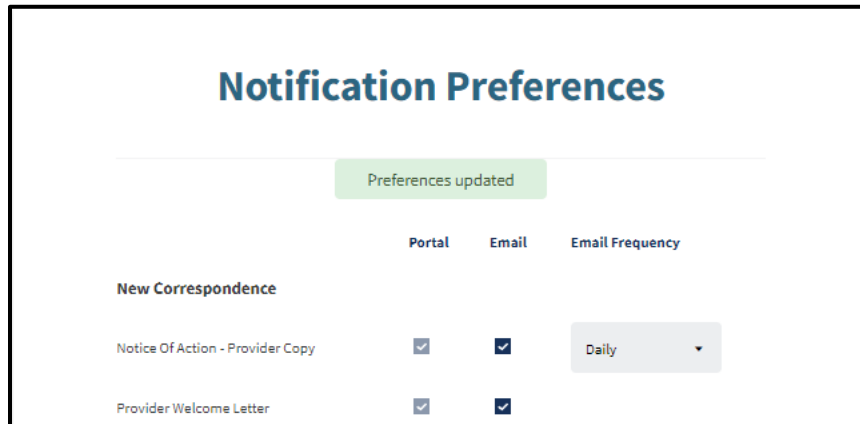 Notification Preferences
Preferences updated
Portal Email Email Frequency
New Correspondence
Notice Of Action - Provider Copy Daily
Provider Welcome Letter